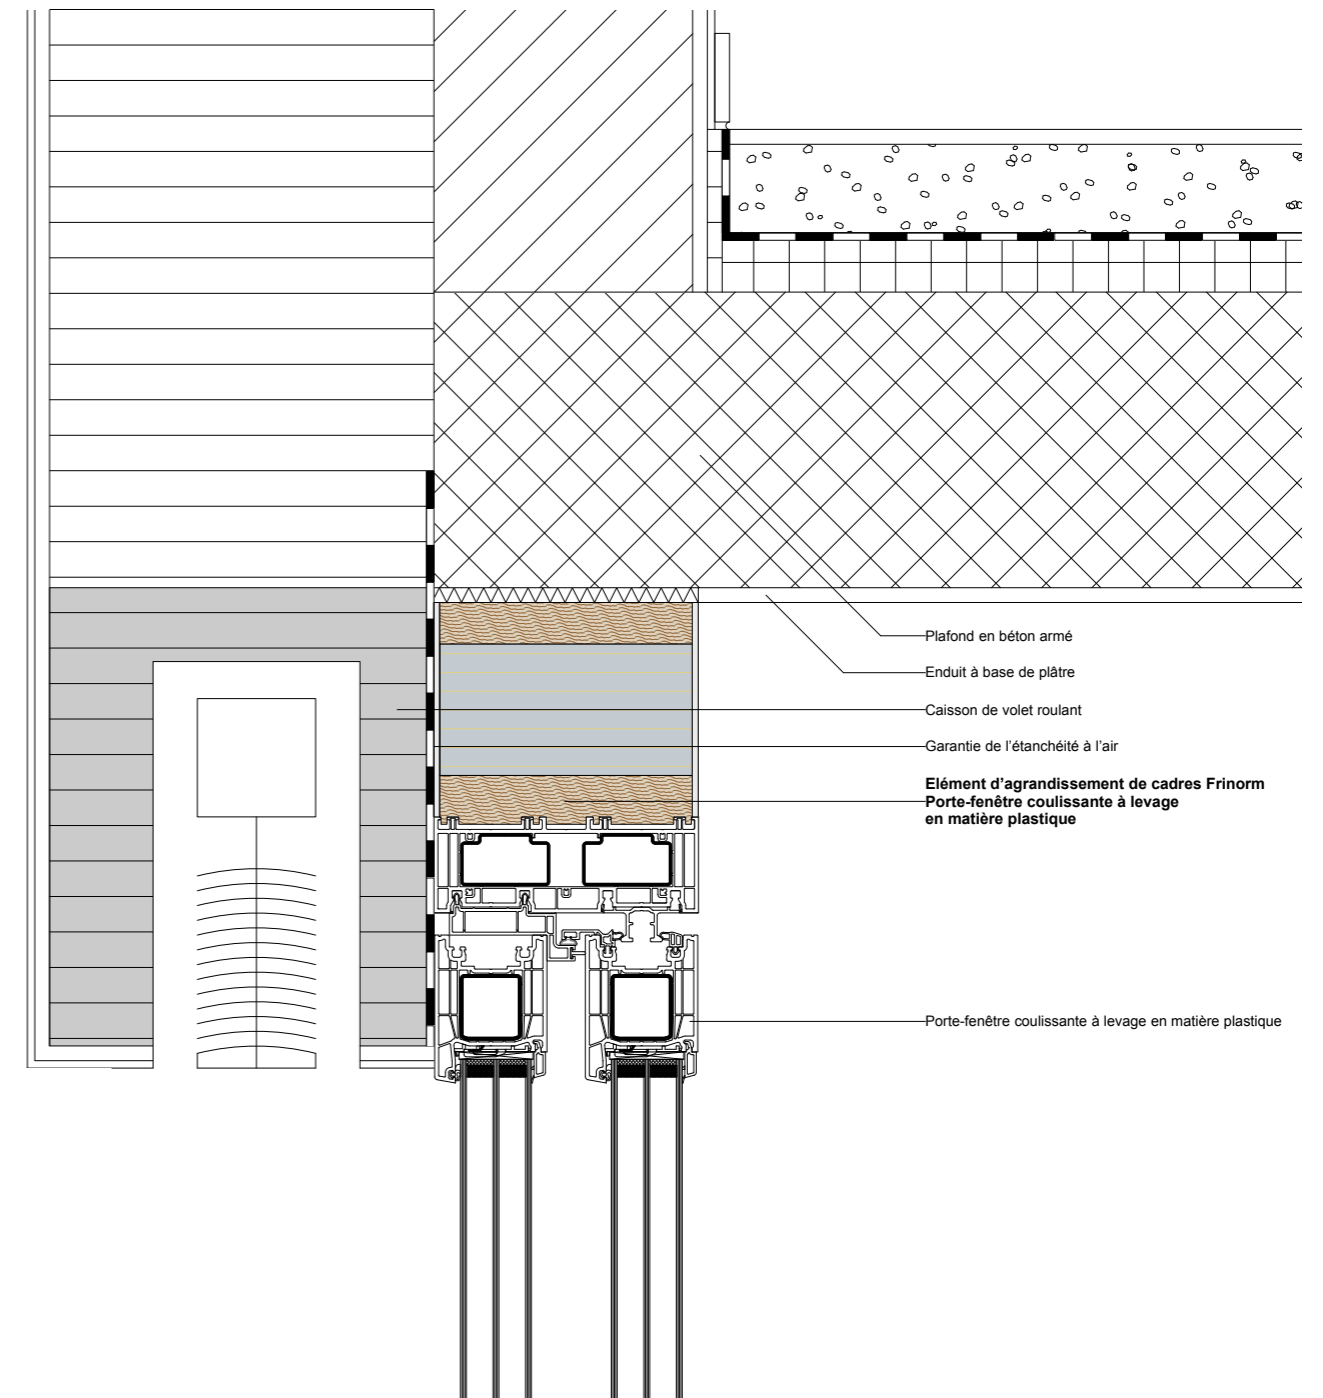 Plafond en béton armé
Enduit à base de plâtre
Caisson de volet roulant
Garantie de l’étanchéité à l’air
Elément d’agrandissement de cadres Frinorm
Porte-fenêtre coulissante à levage
en matière plastique
Porte-fenêtre coulissante à levage en matière plastique